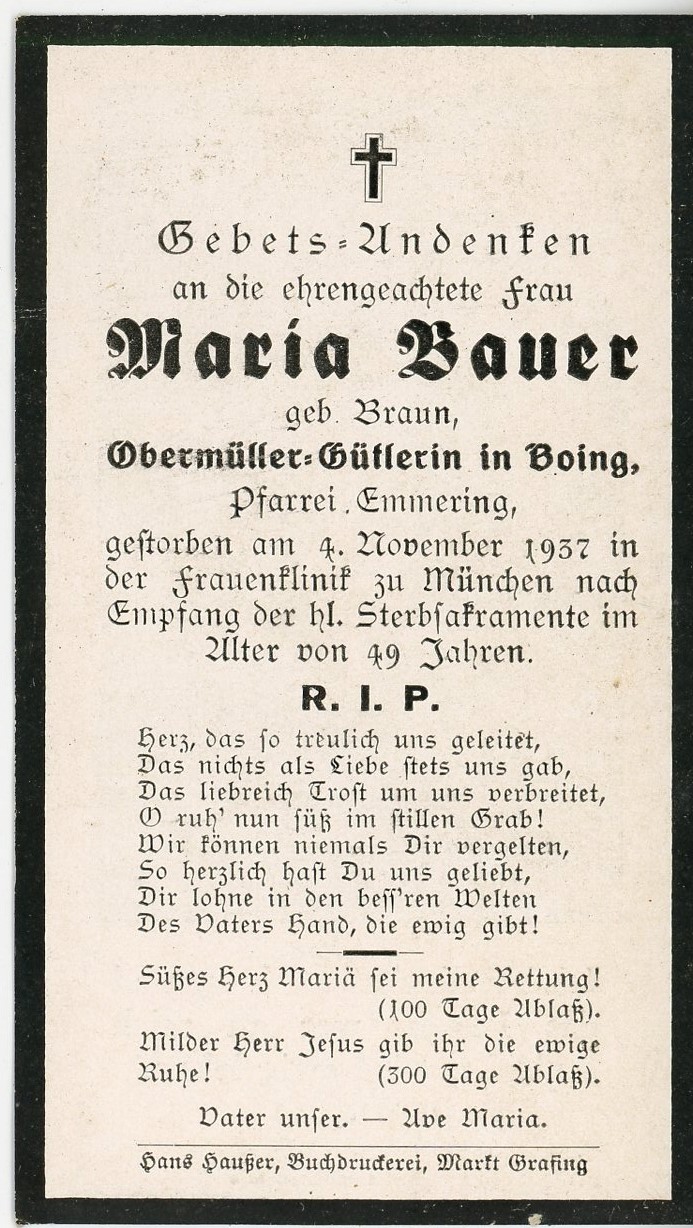 Gebets-Andenken
an die ehrengeachtete Frau
Maria Bauer
geb. Braun,
Obermüller-Gütlerin in Boing,
Pfarrei Emmering,
gestorben am 4. November 1937 in
der Frauenklinik zu München nach
Empfang der hl. Sterbsakramente im
Alter von 49 Jahren.
R. I. P.
Herz, das so treulich uns geleitet,
Das nichts als Liebe stets uns gab,
Das liebreich Trost um uns verbreitet,
O ruh' nun süß im stillen Grab!
Wir können niemals Dir vergelten,
So herzlich hast Du uns geliebt,
Dir lohne in den bess'ren Welten
Des Vaters Hand, die ewig gibt!
Süßes Herz Mariä sei meine Rettung!
(100 Tage Ablaß).
Milder Herr Jesus gib ihr die ewige
Ruhe! (300 Tage Ablaß).
Vater unser. — Ave Maria.
Hans Haußer, Buchdruckerei, Markt Grafing